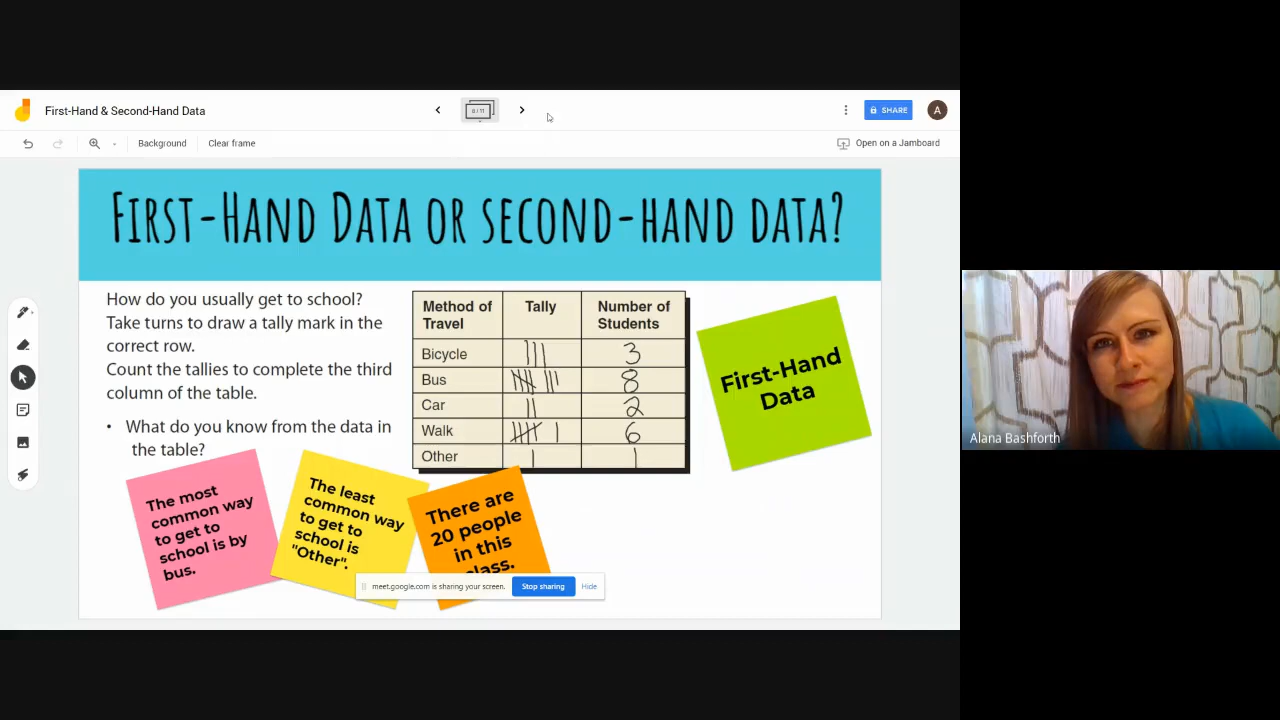 First-Hand & Second-Hand Data
8 / 11
SHARE
A
Background
Clear frame
Open on a Jamboard
First-Hand Data or second-hand data?
How do you usually get to school?
Take turns to draw a tally mark in the
correct row.
Count the tallies to complete the third
column of the table.
• What do you know from the data in
the table?
Method of
Travel
Tally
Number of
Students
Bicycle 3
Bus 8
Car 2
Walk 6
Other 1
First-Hand
Data
The most
common way
to get to
school is by
bus.
The least
common way
to get to
school is
"Other".
There are
20 people
in this
meet.google.com is sharing your screen.
Stop sharing
Hide
Alana Bashforth